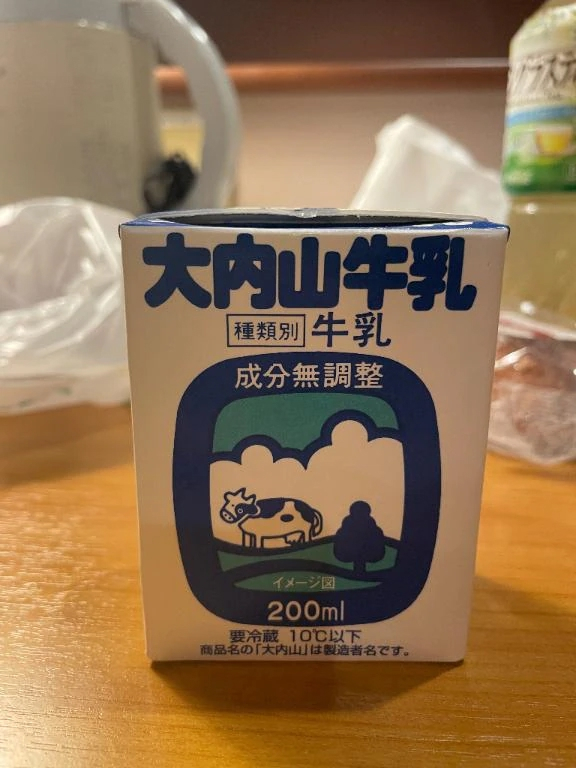 大内山牛乳
種類別 牛乳
成分無調整
イメージ図
200ml
要冷蔵 10℃以下
商品名の「大内山」は製造者名です。